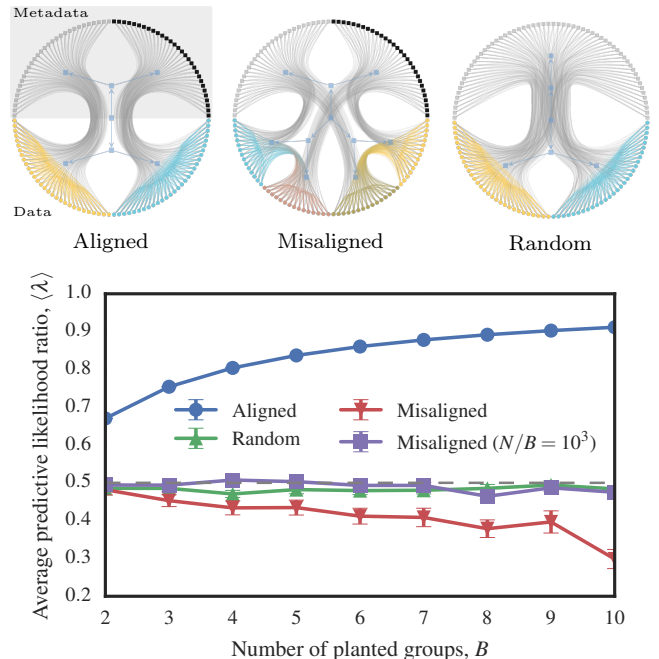 Metadata
Data
Aligned Misaligned Random
Average predictive likelihood ratio, ⟨λ⟩
1.0
0.9
0.8
0.7
0.6
0.5
0.4
0.3
0.2
Aligned Misaligned
Random Misaligned (N/B = 10³)
2 3 4 5 6 7 8 9 10
Number of planted groups, B